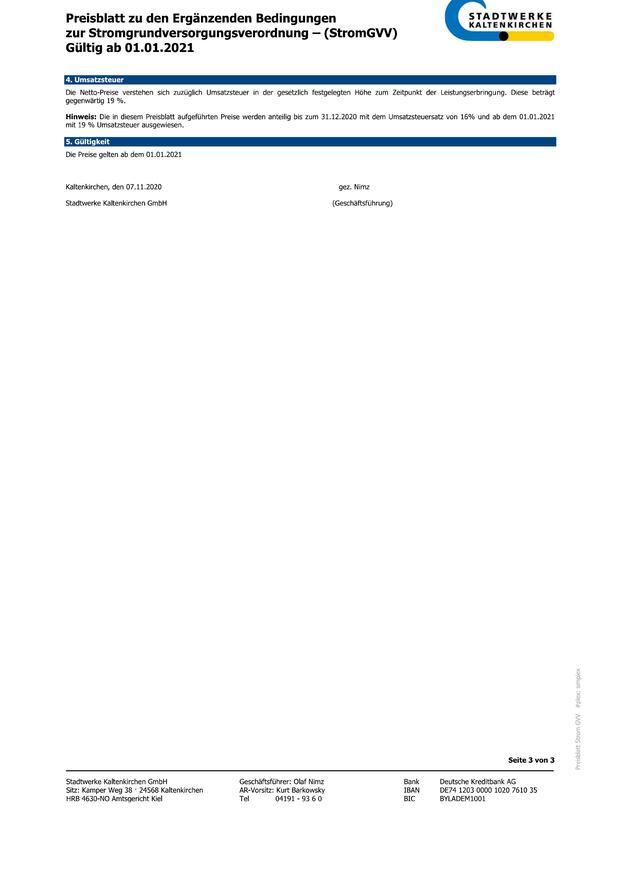 Preisblatt zu den Ergänzenden Bedingungen
zur Stromgrundversorgungsverordnung – (StromGVV)
Gültig ab 01.01.2021
STADTWERKE
KALTENKIRCHEN
4. Umsatzsteuer
Die Netto-Preise verstehen sich zuzüglich Umsatzsteuer in der gesetzlich festgelegten Höhe zum Zeitpunkt der Leistungserbringung. Diese beträgt
gegenwärtig 19 %.
Hinweis: Die in diesem Preisblatt aufgeführten Preise werden anteilig bis zum 31.12.2020 mit dem Umsatzsteuersatz von 16% und ab dem 01.01.2021
mit 19 % Umsatzsteuer ausgewiesen.
5. Gültigkeit
Die Preise gelten ab dem 01.01.2021
Kaltenkirchen, den 07.11.2020 gez. Nimz
Stadtwerke Kaltenkirchen GmbH (Geschäftsführung)
Preisblatt Strom GVV #plex: simplex
Seite 3 von 3
Stadtwerke Kaltenkirchen GmbH Geschäftsführer: Olaf Nimz Bank Deutsche Kreditbank AG
Sitz: Kamper Weg 38 · 24568 Kaltenkirchen AR-Vorsitz: Kurt Barkowsky IBAN DE74 1203 0000 1020 7610 35
HRB 4630-NO Amtsgericht Kiel Tel 04191 - 93 6 0 BIC BYLADEM1001